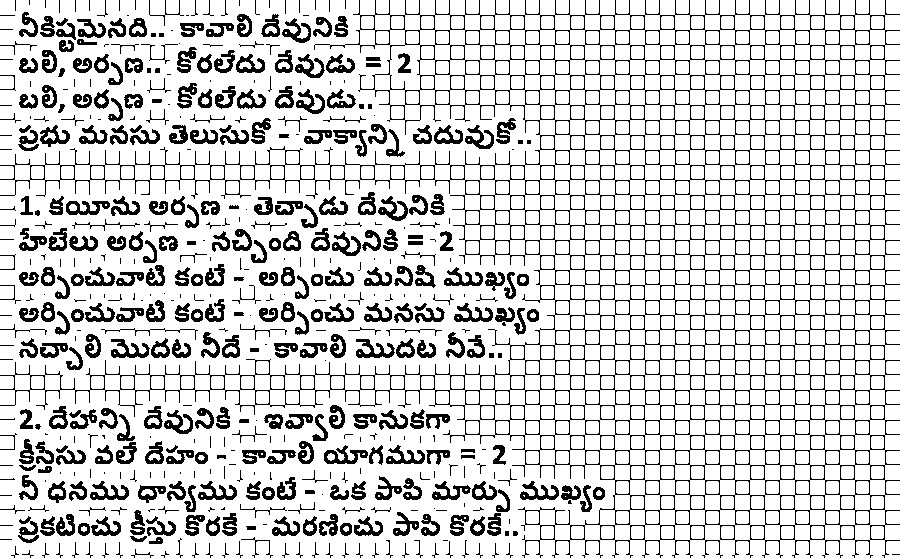 నీకిష్టమైనది.. కావాలి దేవునికి
బలి, అర్పణ.. కోరలేదు దేవుడు = 2
బలి, అర్పణ - కోరలేదు దేవుడు..
ప్రభు మనసు తెలుసుకో - వాక్యాన్ని చదువుకో..
1. కయీను అర్పణ - తెచ్చాడు దేవునికి
హేబేలు అర్పణ - నచ్చింది దేవునికి = 2
అర్పించువాటి కంటే - అర్పించు మనిషి ముఖ్యం
అర్పించువాటి కంటే - అర్పించు మనసు ముఖ్యం
నచ్చాలి మొదట నీదే - కావాలి మొదట నీవే..
2. దేహాన్ని దేవునికి - ఇవ్వాలి కానుకగా
క్రీస్తేసు వలే దేహం - కావాలి యాగముగా = 2
నీ ధనము ధాన్యము కంటే - ఒక పాపి మార్పు ముఖ్యం
ప్రకటించు క్రీస్తు కొరకే - మరణించు పాపి కొరకే..